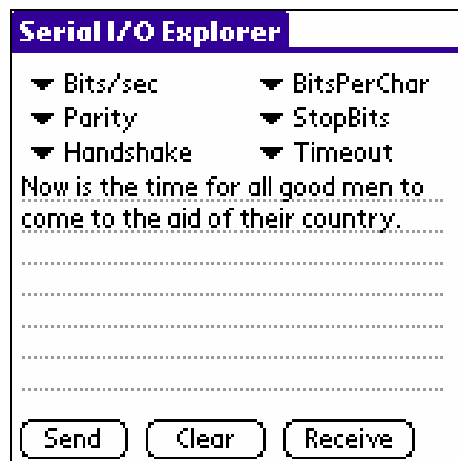 Serial I/O Explorer
Bits/sec BitsPerChar
Parity StopBits
Handshake Timeout
Now is the time for all good men to
come to the aid of their country.
Send Clear Receive